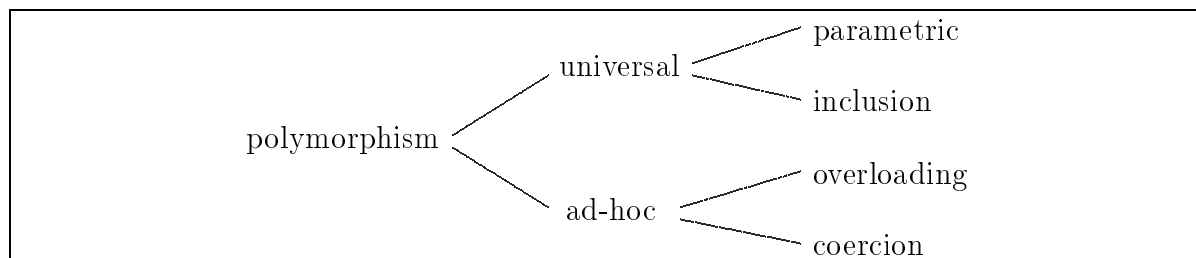 parametric
universal
inclusion
polymorphism
overloading
ad-hoc
coercion